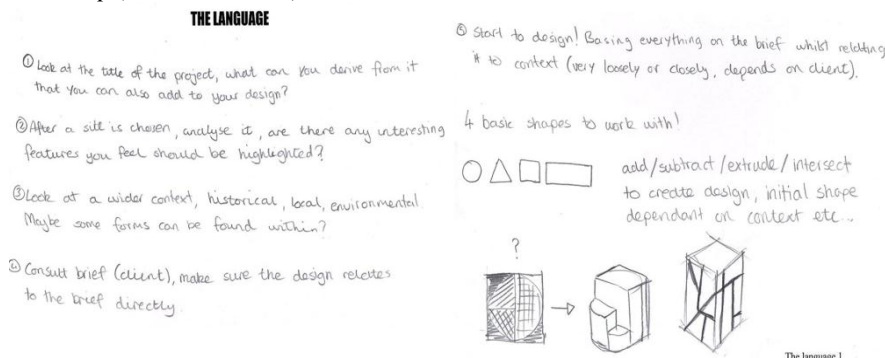 THE LANGUAGE
① Look at the title of the project, what can you derive from it
that you can also add to your design?
② After a site is chosen, analyse it, are there any interesting
features you feel should be highlighted?
③ Look at a wider context, historical, local, environmental
Maybe some forms can be found within?
④ Consult brief (client), make sure the design relates
to the brief directly.
⑤ Start to design! Basing everything on the brief whilst relating
it to context (very loosely or closely, depends on client).
4 basic shapes to work with!
add/subtract/extrude/intersect
to create design, initial shape
dependant on context etc...
?
The language 1